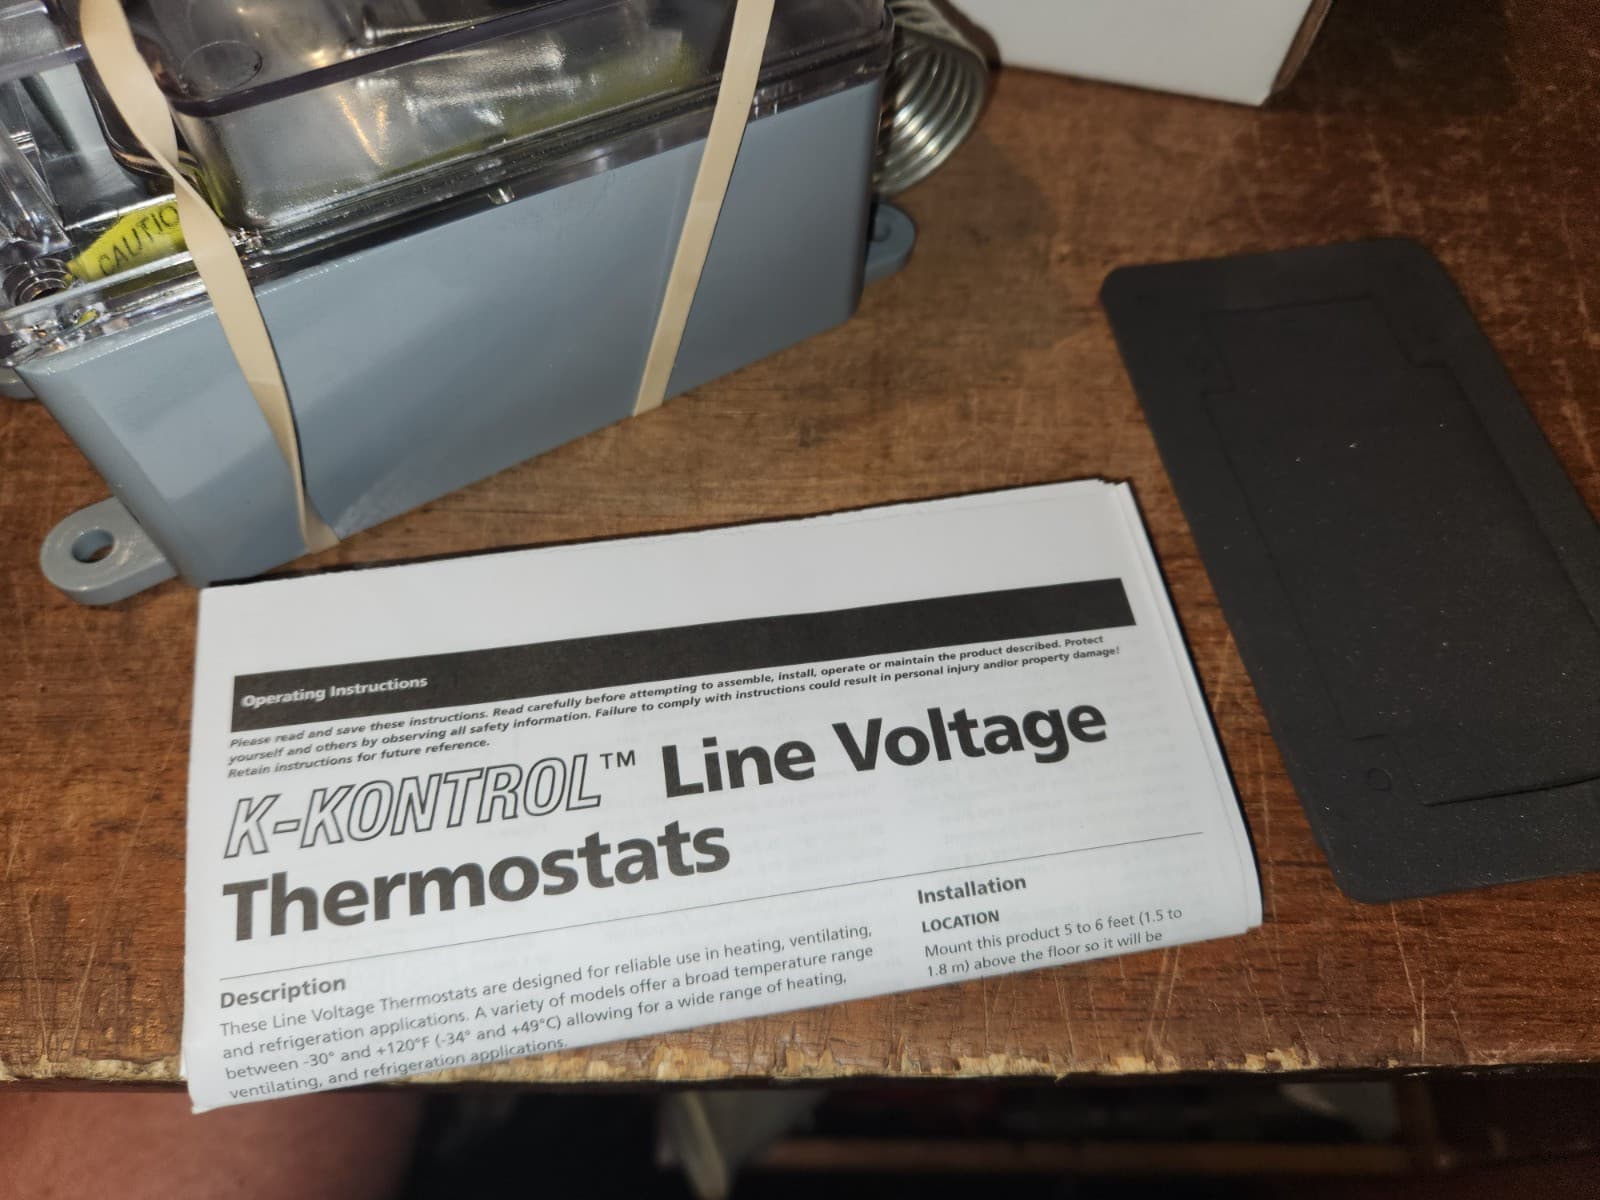 CAUTIO
Operating Instructions
Please read and save these instructions. Read carefully before attempting to assemble, install, operate or maintain the product described. Protect
yourself and others by observing all safety information. Failure to comply with instructions could result in personal injury and/or property damage!
Retain instructions for future reference.
K-KONTROL™ Line Voltage
Thermostats
Description
These Line Voltage Thermostats are designed for reliable use in heating, ventilating,
and refrigeration applications. A variety of models offer a broad temperature range
between -30° and +120°F (-34° and +49°C) allowing for a wide range of heating,
ventilating, and refrigeration applications.
Installation
LOCATION
Mount this product 5 to 6 feet (1.5 to
1.8 m) above the floor so it will be